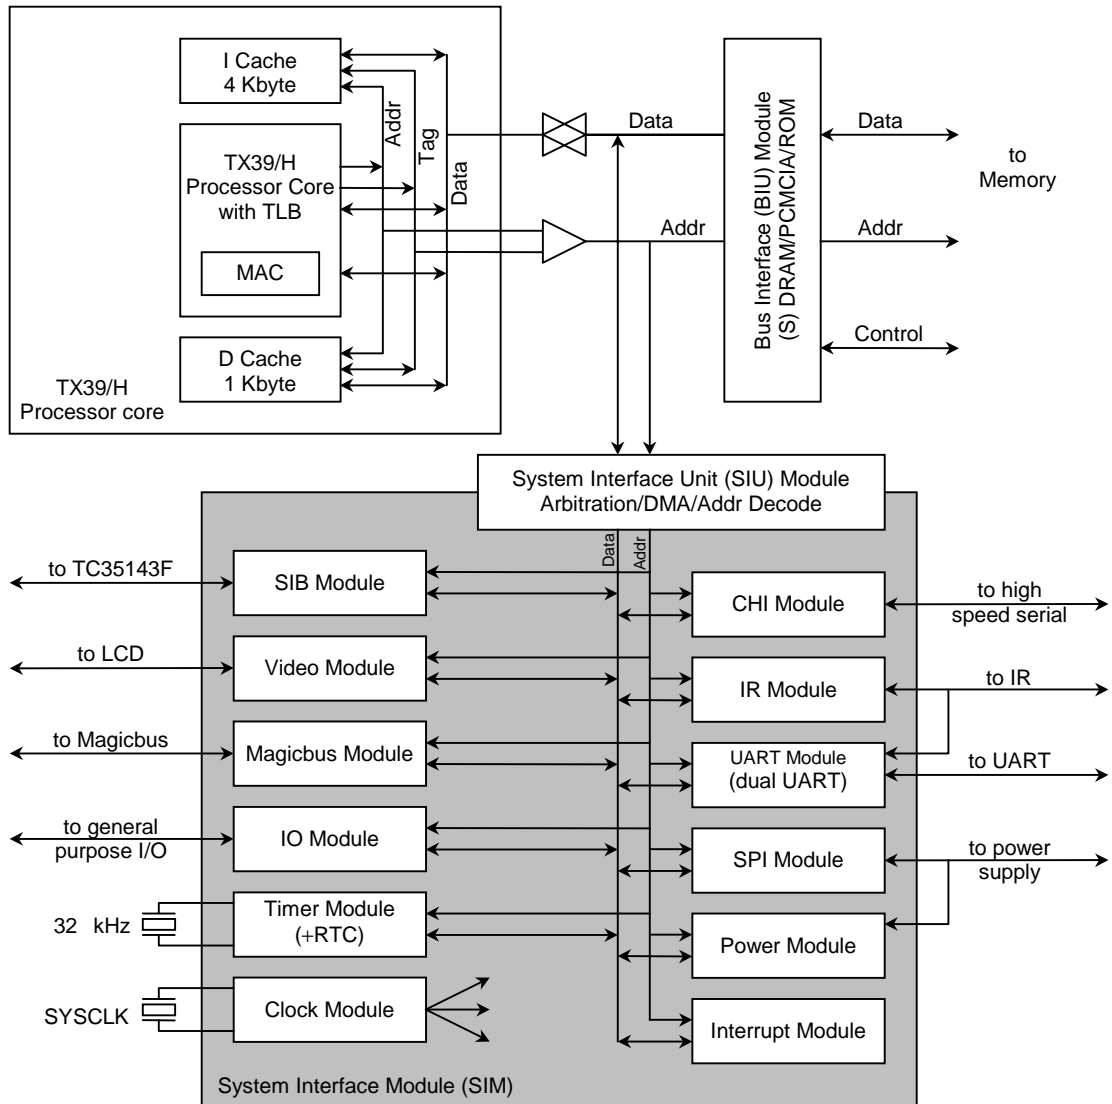 I Cache
4 Kbyte
Addr
Tag
Data
TX39/H
Processor Core
with TLB
MAC
D Cache
1 Kbyte
TX39/H
Processor core
Data
Addr
Bus Interface (BIU) Module
(S) DRAM/PCMCIA/ROM
Data
to
Memory
Addr
Control
System Interface Unit (SIU) Module
Arbitration/DMA/Addr Decode
Data
Addr
to TC35143F
SIB Module
CHI Module
to high
speed serial
to LCD
Video Module
IR Module
to IR
to Magicbus
Magicbus Module
UART Module
(dual UART)
to UART
to general
purpose I/O
IO Module
SPI Module
to power
supply
32 kHz
Timer Module
(+RTC)
Power Module
SYSCLK
Clock Module
Interrupt Module
System Interface Module (SIM)